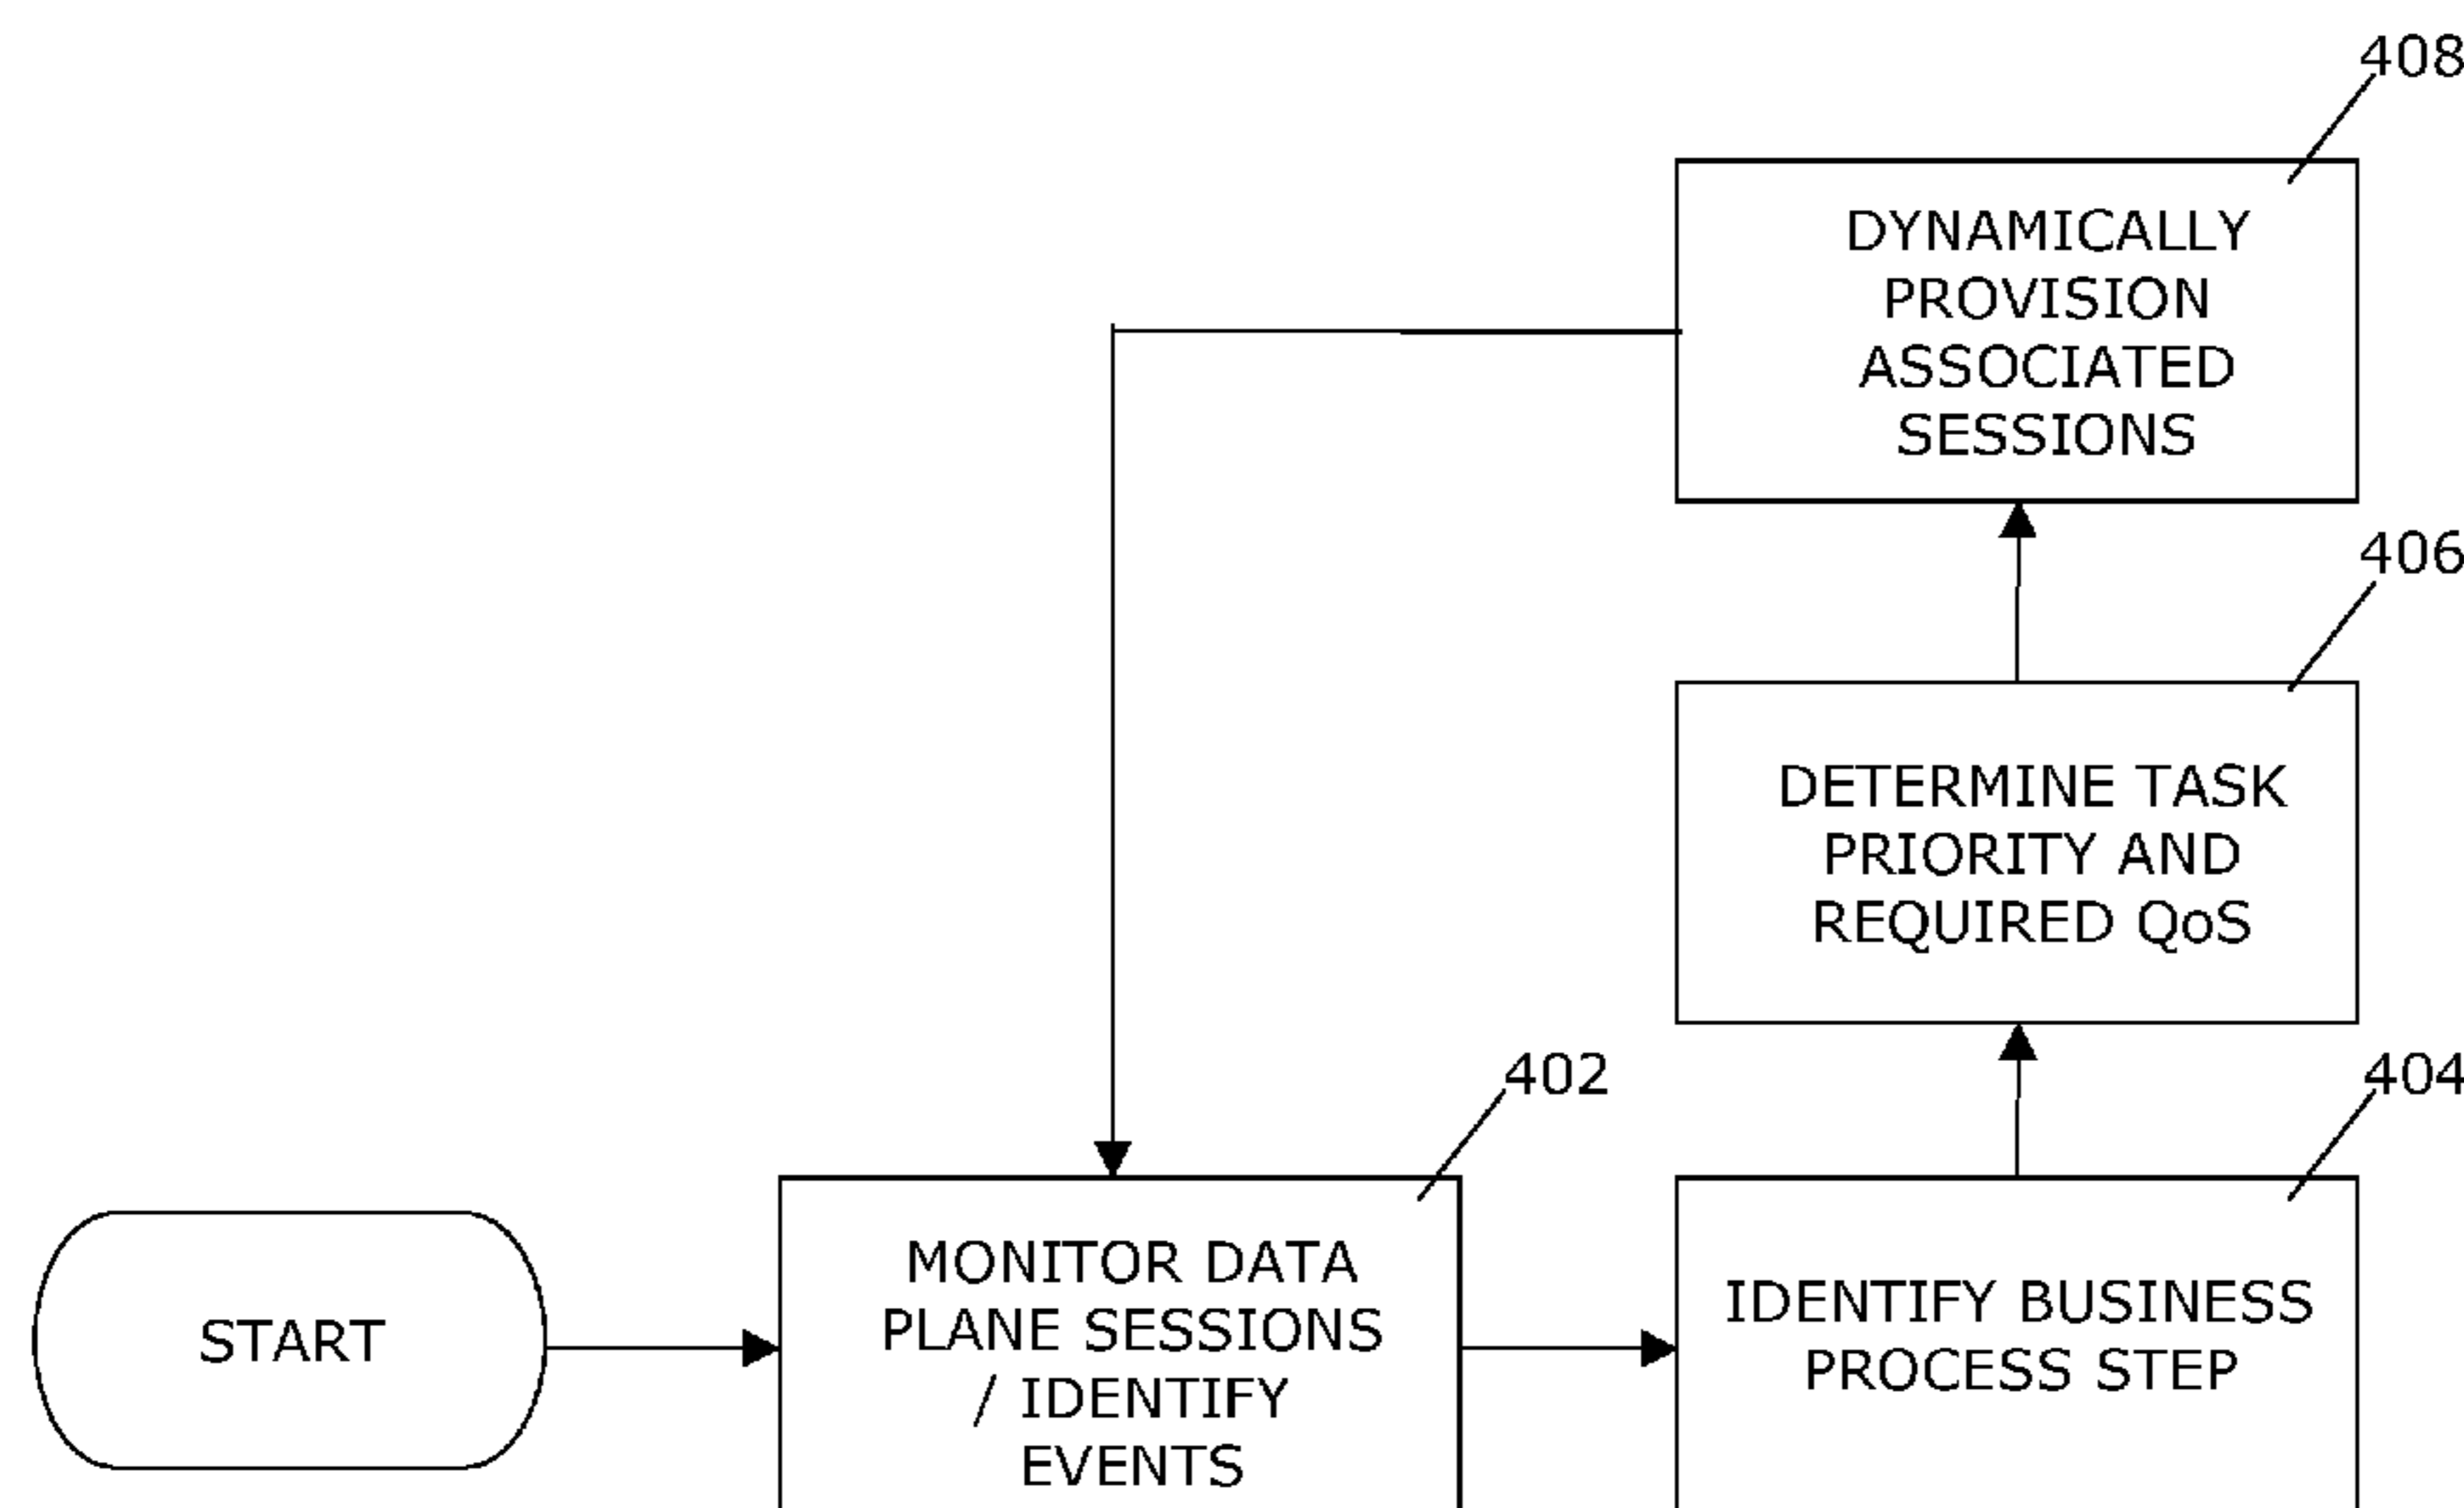 408
DYNAMICALLY
PROVISION
ASSOCIATED
SESSIONS
406
DETERMINE TASK
PRIORITY AND
REQUIRED QoS
402
404
START
MONITOR DATA
PLANE SESSIONS
/ IDENTIFY
EVENTS
IDENTIFY BUSINESS
PROCESS STEP